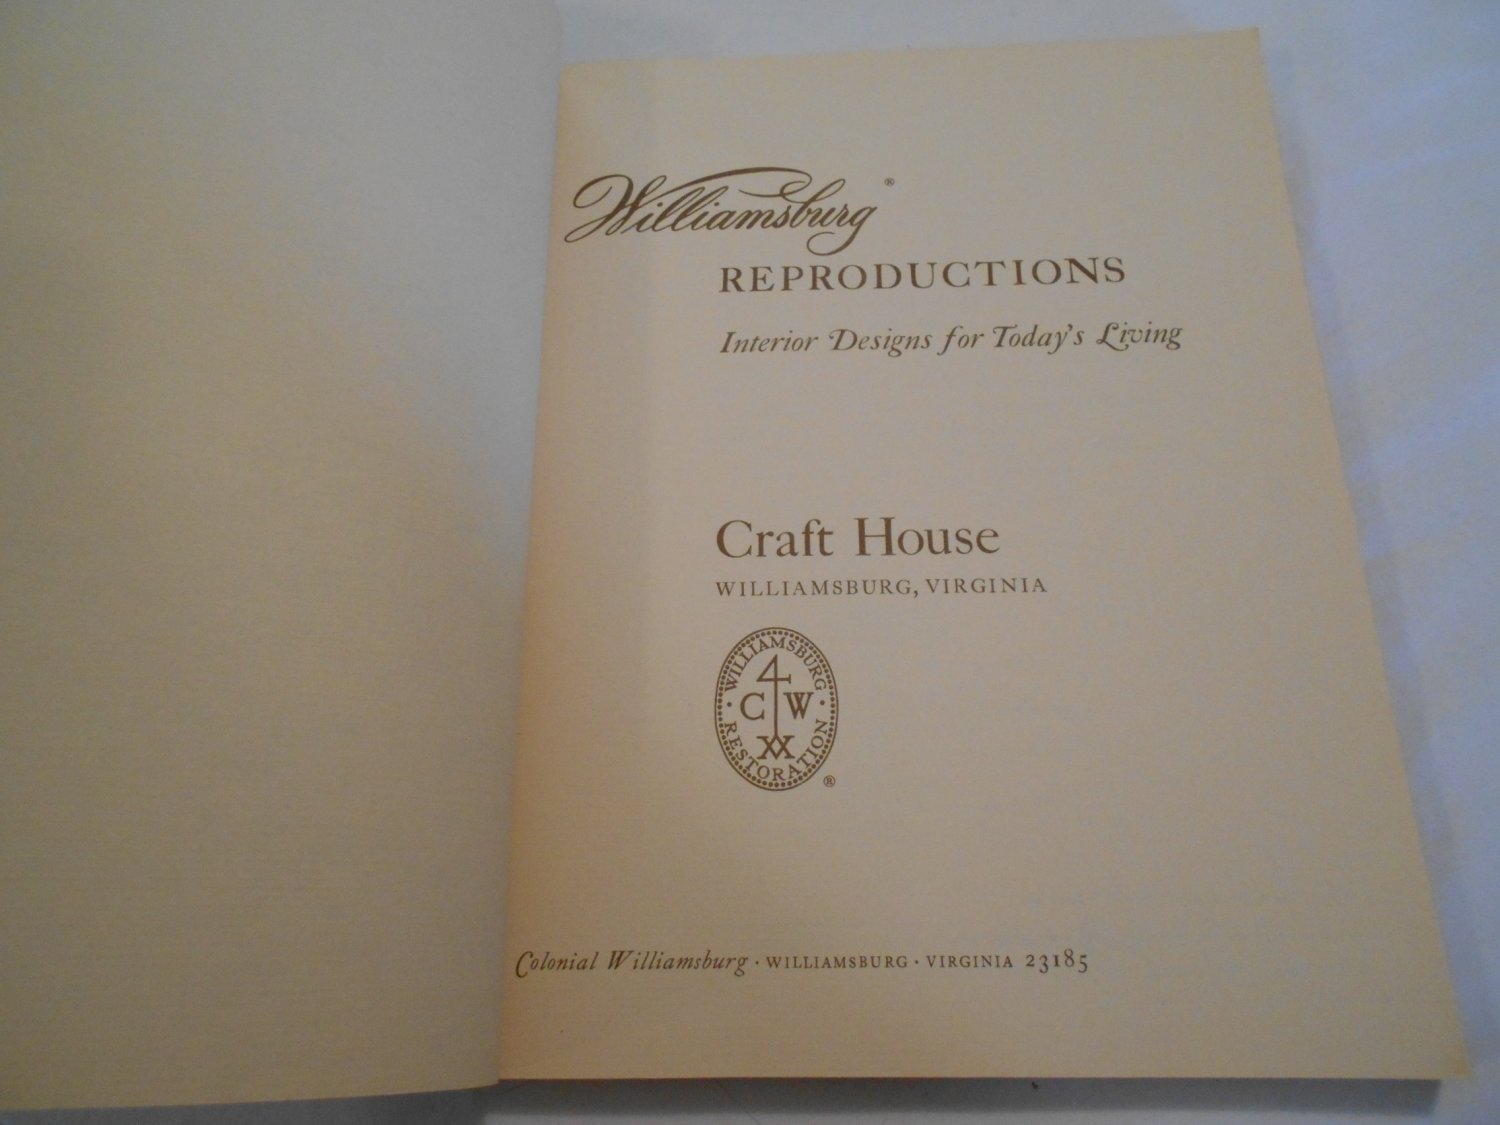 Williamsburg®
REPRODUCTIONS
Interior Designs for Today's Living
Craft House
WILLIAMSBURG, VIRGINIA
· WILLIAMSBURG ·
C W
RESTORATION
®
Colonial Williamsburg · WILLIAMSBURG · VIRGINIA 23185